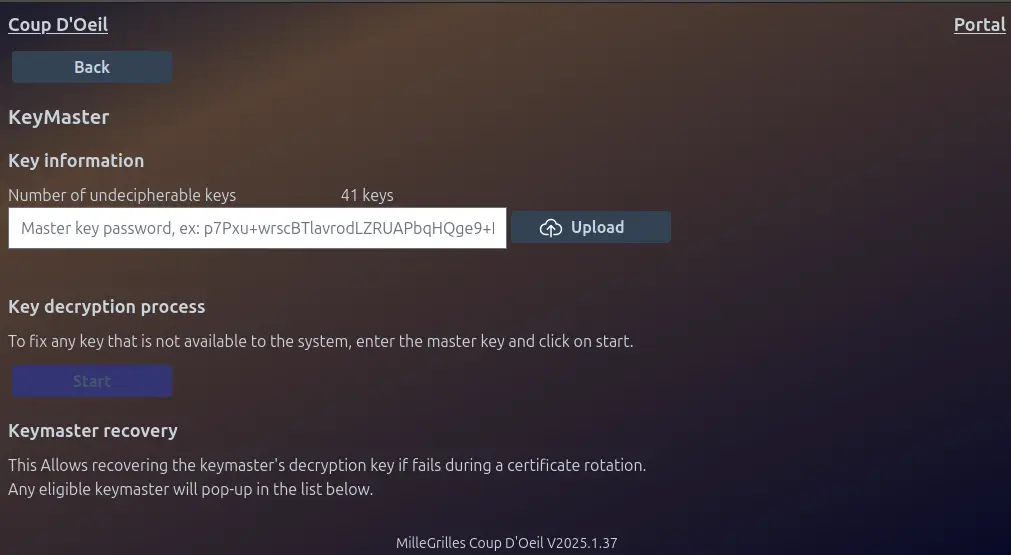 Coup D'Oeil
Portal
Back
KeyMaster
Key information
Number of undecipherable keys 41 keys
Master key password, ex: p7Pxu+wrscBTlavrodLZRUAPbqHQge9+
Upload
Key decryption process
To fix any key that is not available to the system, enter the master key and click on start.
Start
Keymaster recovery
This Allows recovering the keymaster's decryption key if fails during a certificate rotation.
Any eligible keymaster will pop-up in the list below.
MilleGrilles Coup D'Oeil V2025.1.37